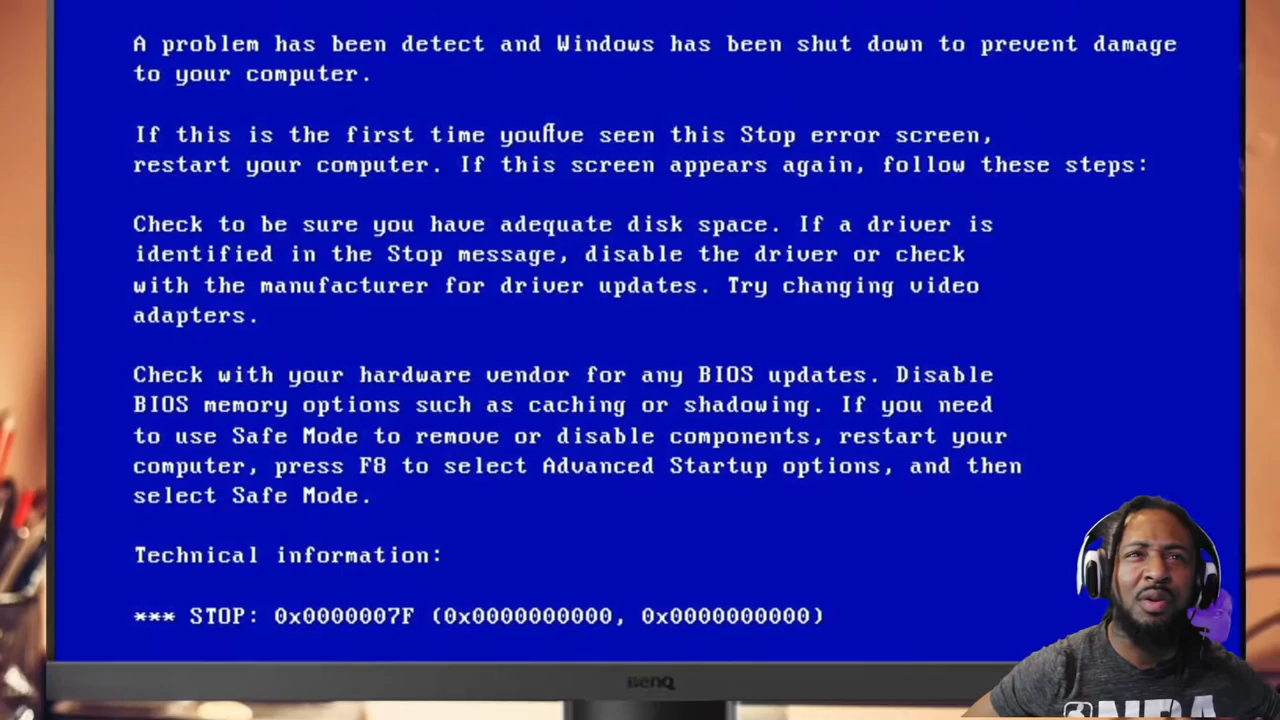 A problem has been detect and Windows has been shut down to prevent damage
to your computer.
If this is the first time youffve seen this Stop error screen,
restart your computer. If this screen appears again, follow these steps:
Check to be sure you have adequate disk space. If a driver is
identified in the Stop message, disable the driver or check
with the manufacturer for driver updates. Try changing video
adapters.
Check with your hardware vendor for any BIOS updates. Disable
BIOS memory options such as caching or shadowing. If you need
to use Safe Mode to remove or disable components, restart your
computer, press F8 to select Advanced Startup options, and then
select Safe Mode.
Technical information:
*** STOP: 0x0000007F (0x0000000000, 0x0000000000)
BenQ
NBA